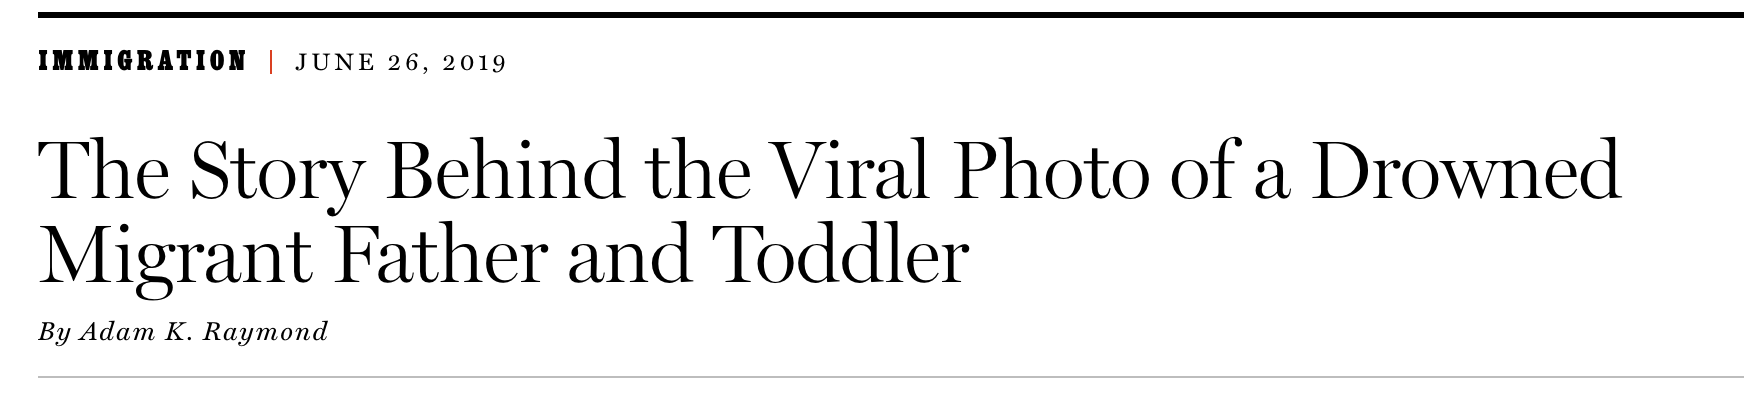 IMMIGRATION | JUNE 26, 2019
The Story Behind the Viral Photo of a Drowned
Migrant Father and Toddler
By Adam K. Raymond